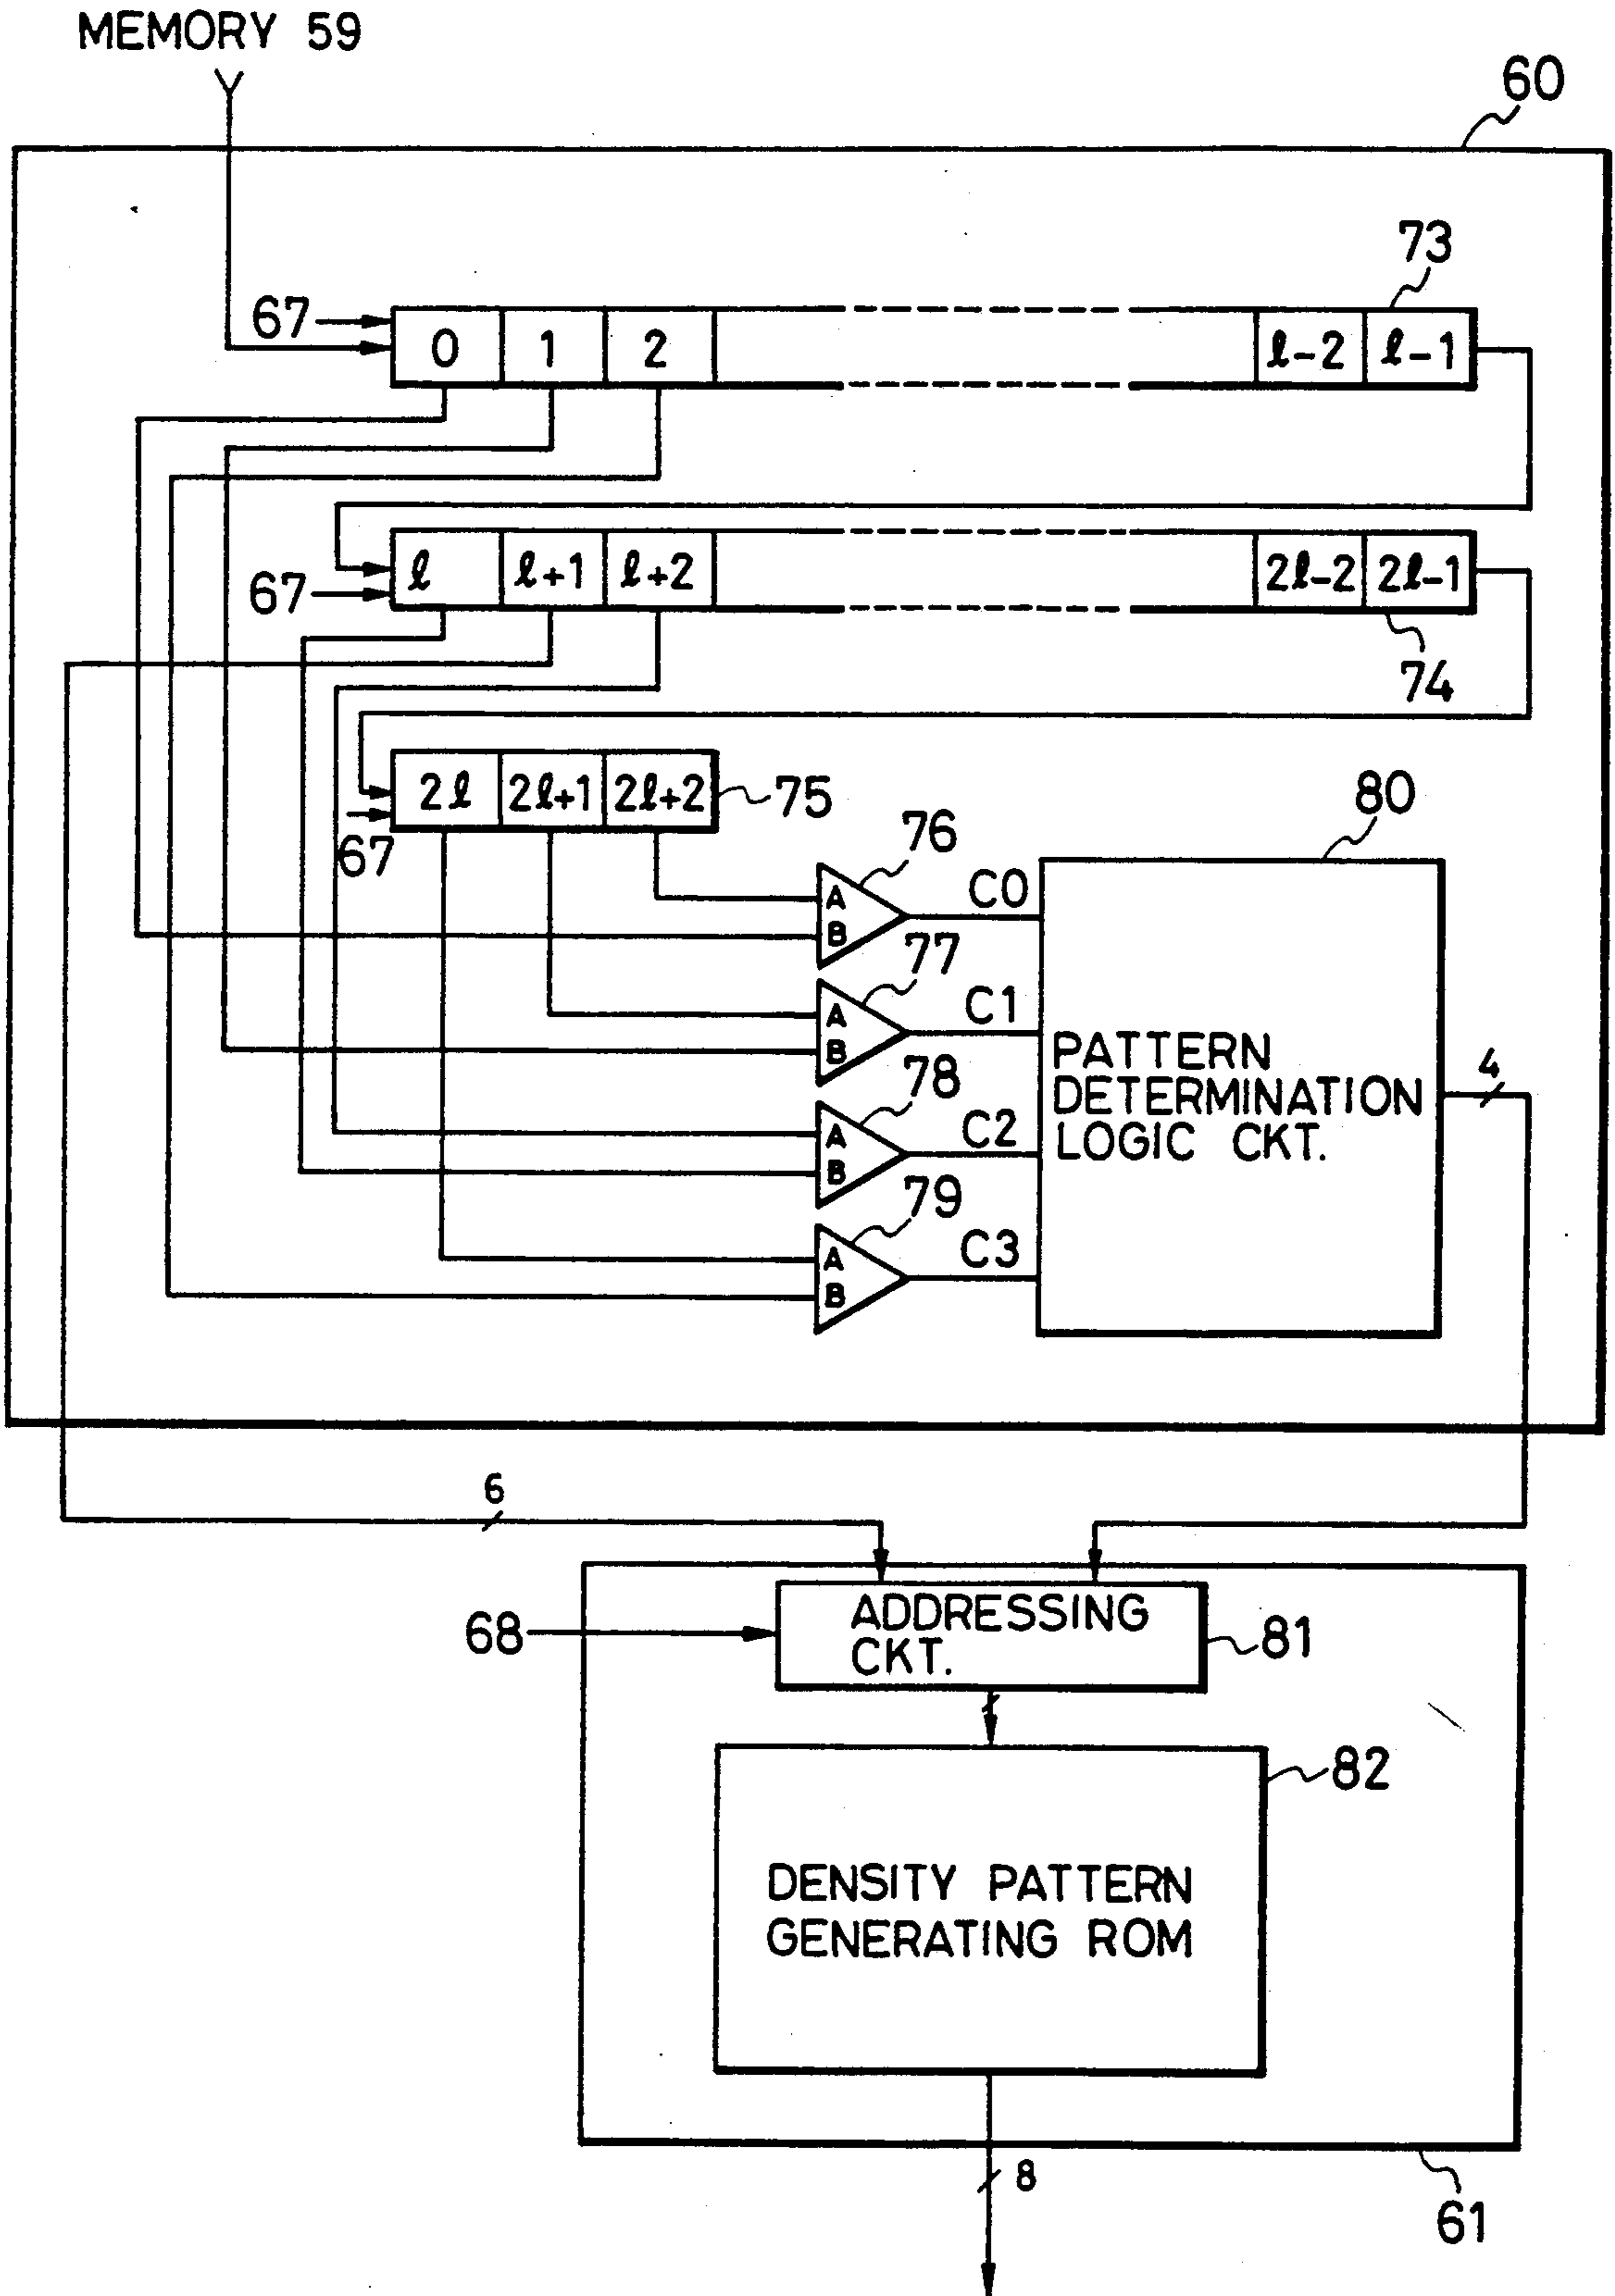 MEMORY 59
60
73
67
0 1 2 ℓ-2 ℓ-1
67
ℓ ℓ+1 ℓ+2 2ℓ-2 2ℓ-1
74
2ℓ 2ℓ+1 2ℓ+2
75
67
76
A
B
C0
77
A
B
C1
78
A
B
C2
79
A
B
C3
80
PATTERN
DETERMINATION
LOGIC CKT.
4
6
68
ADDRESSING
CKT.
81
82
DENSITY PATTERN
GENERATING ROM
8
61